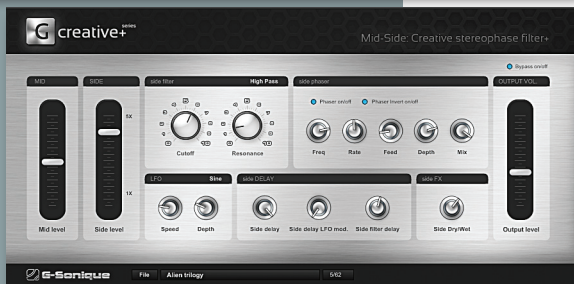 G creative+ series
Mid-Side: Creative stereophase filter+
Bypass on/off
MID
SIDE
side filter High Pass
side phaser
OUTPUT VOL.
5X
Phaser on/off Phaser Invert on/off
Cutoff Resonance
Freq Rate Feed Depth Mix
LFO Sine
side DELAY
side FX
1X
Mid level
Side level
Speed Depth
Side delay Side delay LFO mod. Side filter delay
Side Dry/Wet
Output level
G-Sonique
File Alien trilogy 5/62